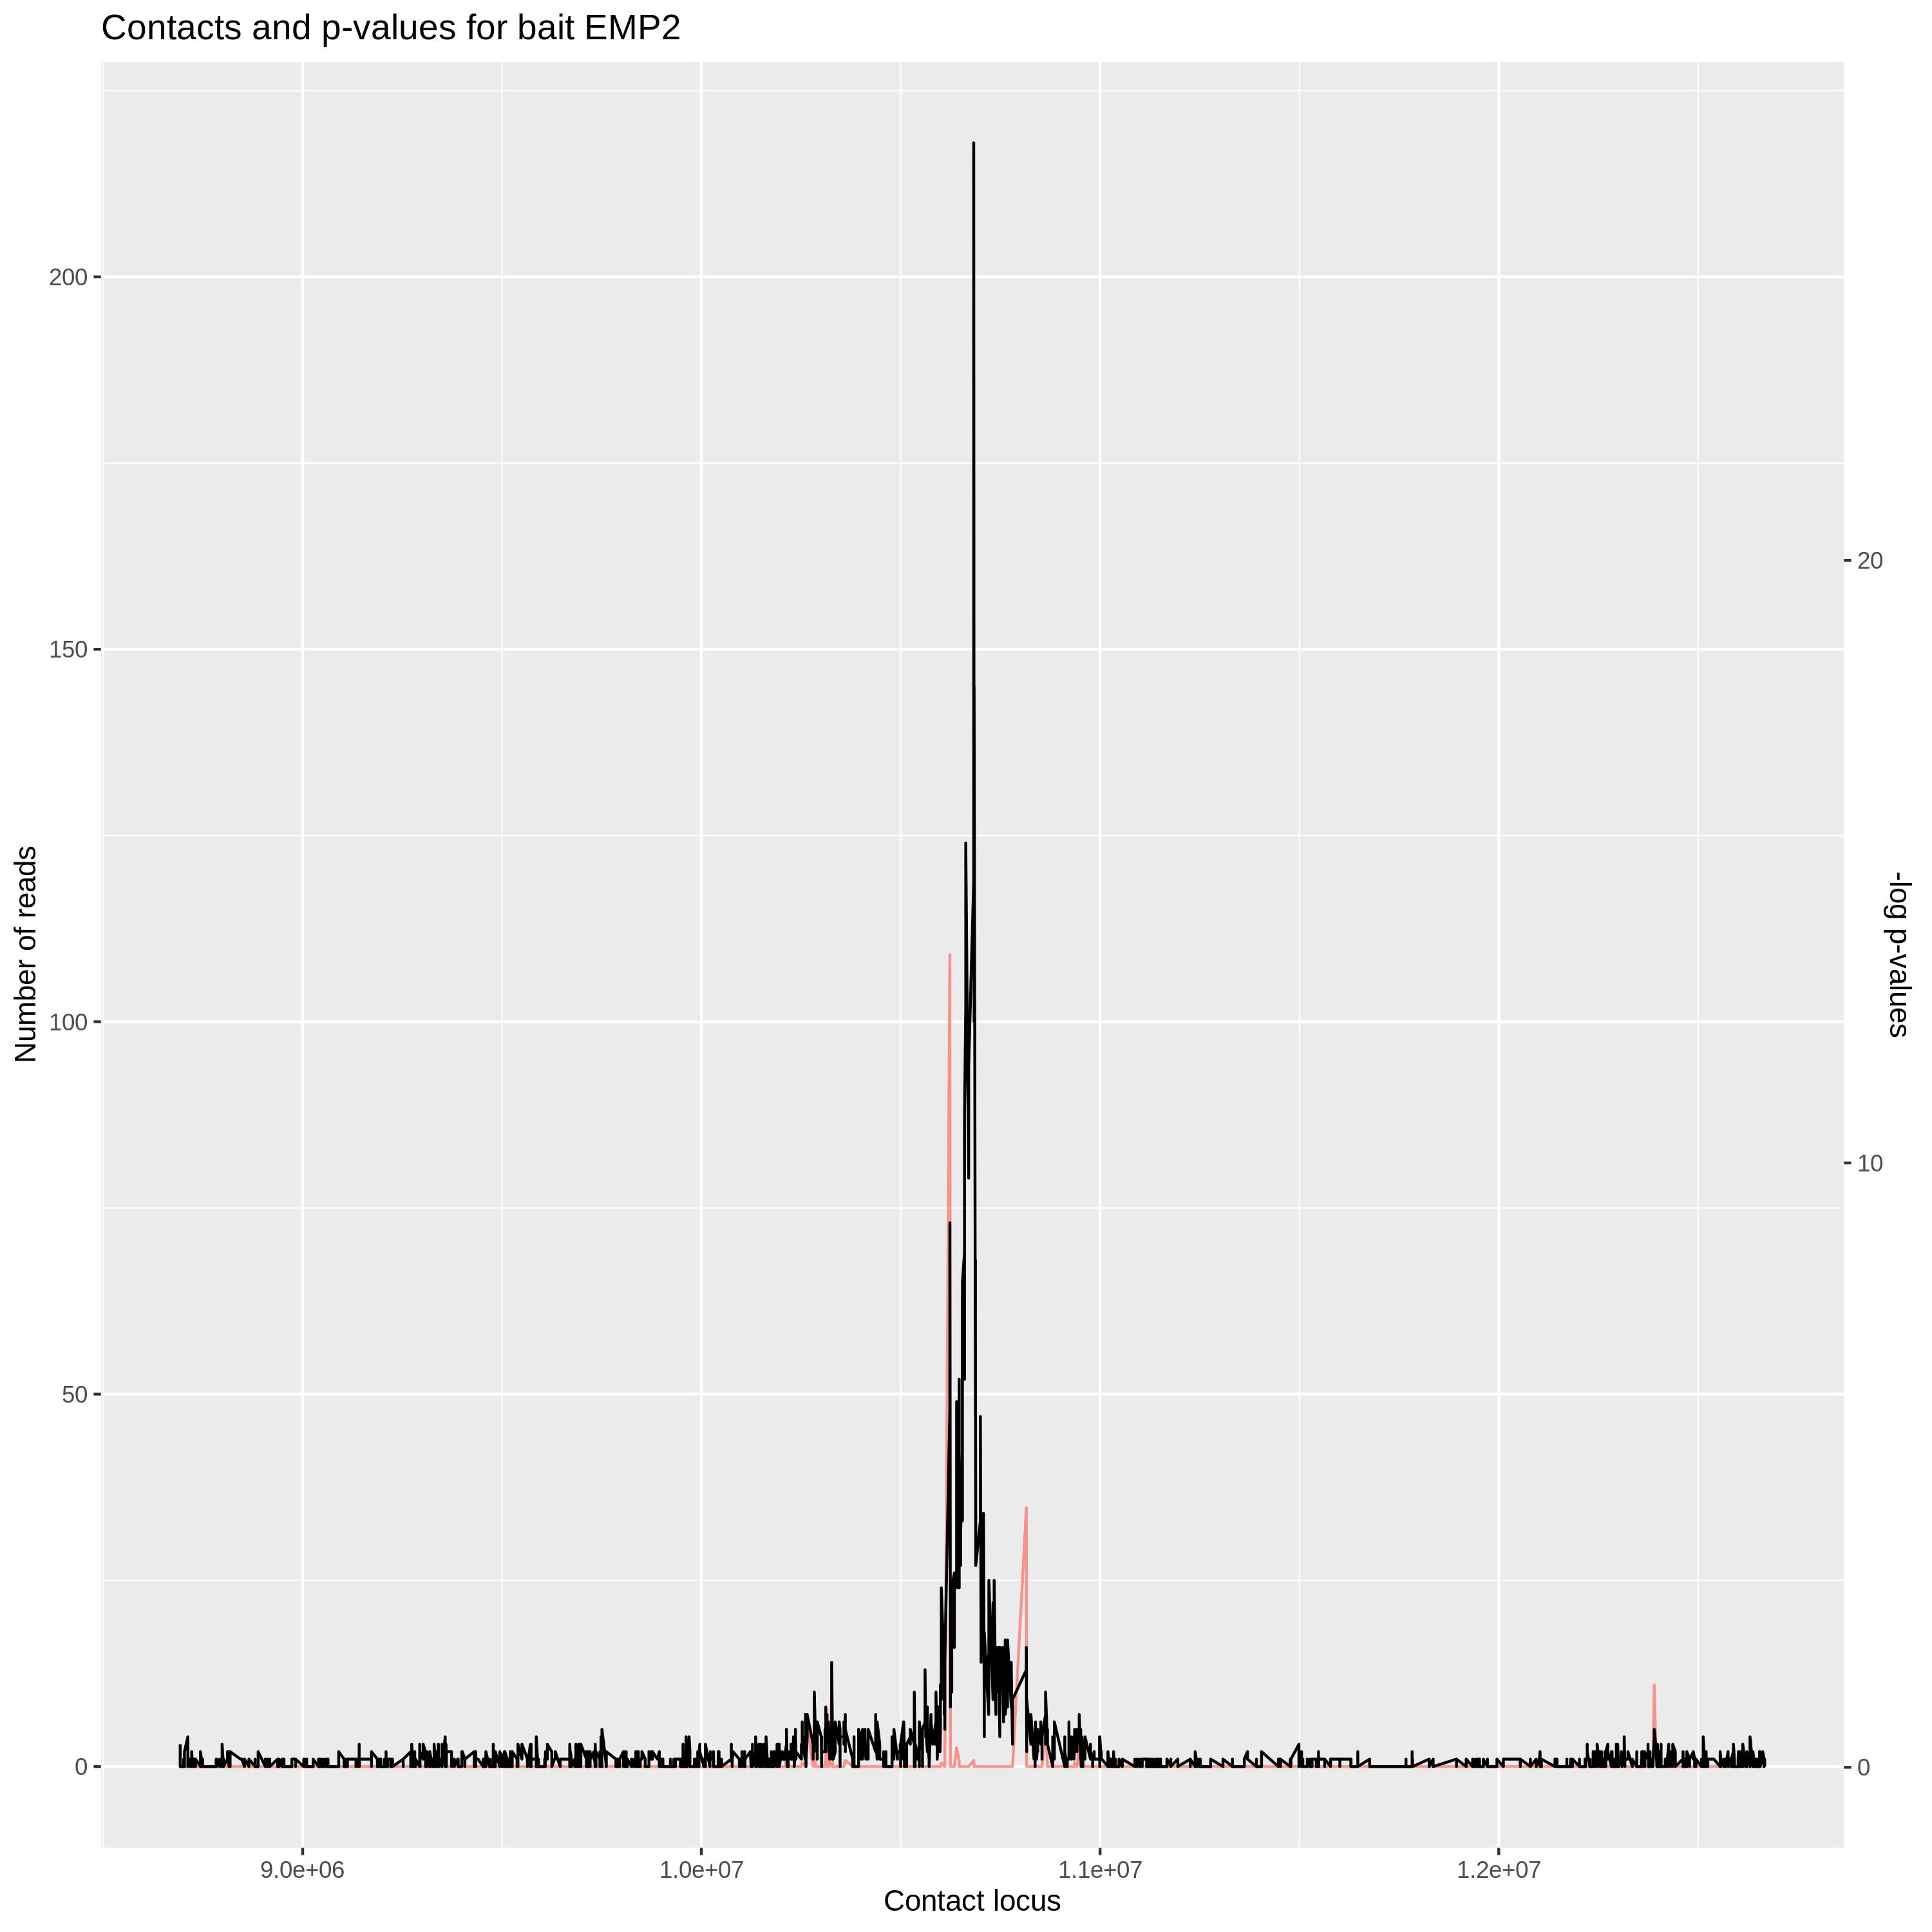 Contacts and p-values for bait EMP2
200
150
100
50
0
Number of reads
20
10
0
-log p-values
9.0e+06
1.0e+07
1.1e+07
1.2e+07
Contact locus